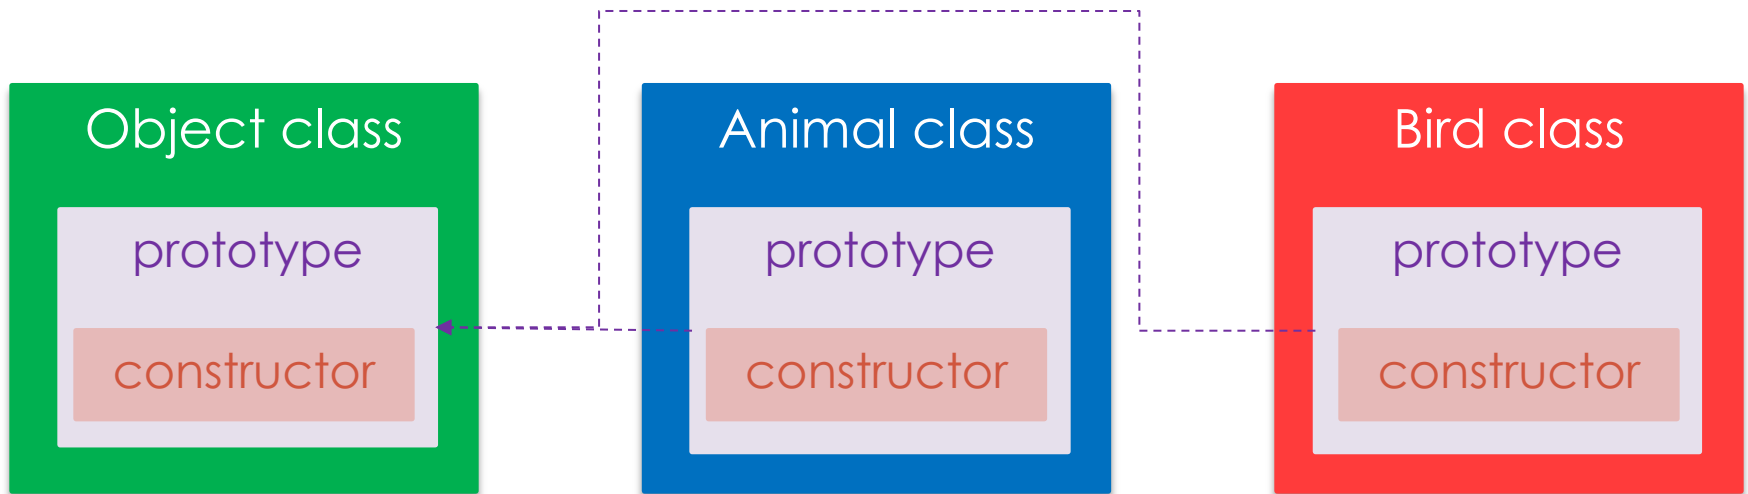 Object class
prototype
constructor
Animal class
prototype
constructor
Bird class
prototype
constructor